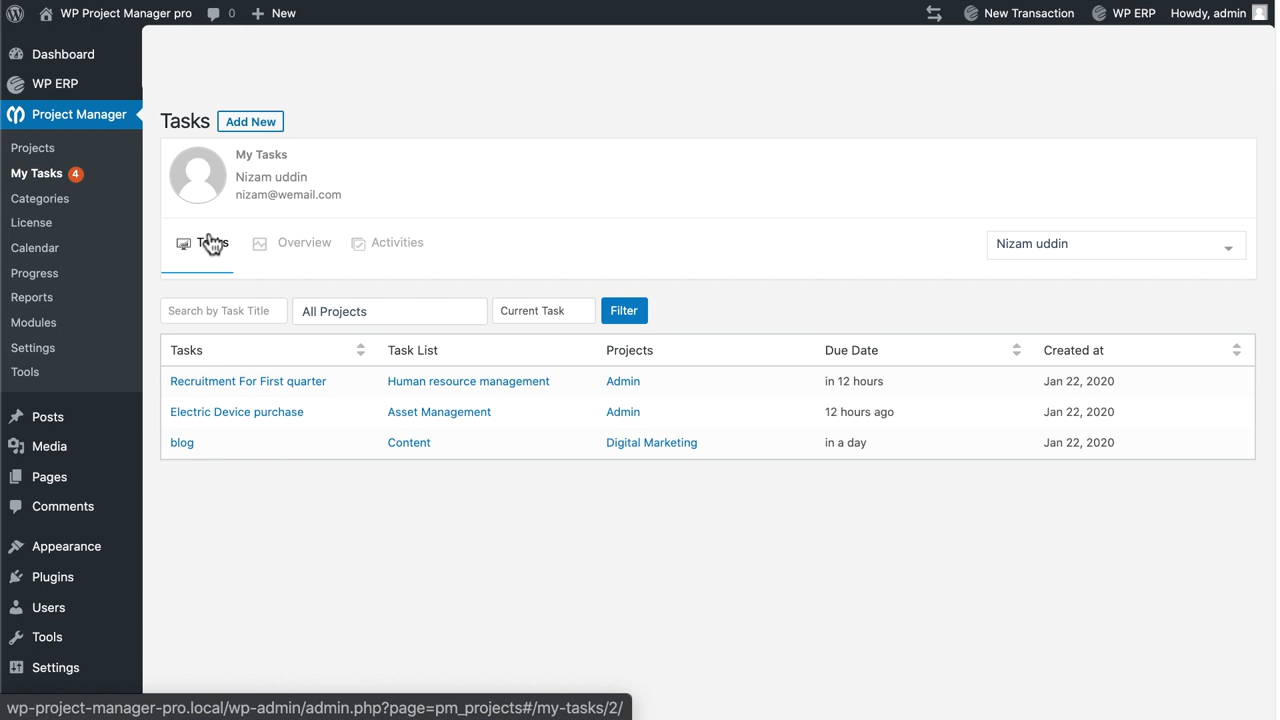 WP Project Manager pro 0 New New Transaction WP ERP Howdy, admin
Dashboard
WP ERP
Project Manager
Projects
My Tasks 4
Categories
License
Calendar
Progress
Reports
Modules
Settings
Tools
Posts
Media
Pages
Comments
Appearance
Plugins
Users
Tools
Settings
Tasks Add New
My Tasks
Nizam uddin
nizam@wemail.com
Tasks Overview Activities Nizam uddin
Search by Task Title All Projects Current Task Filter
Tasks Task List Projects Due Date Created at
Recruitment For First quarter Human resource management Admin in 12 hours Jan 22, 2020
Electric Device purchase Asset Management Admin 12 hours ago Jan 22, 2020
blog Content Digital Marketing in a day Jan 22, 2020
wp-project-manager-pro.local/wp-admin/admin.php?page=pm_projects#/my-tasks/2/